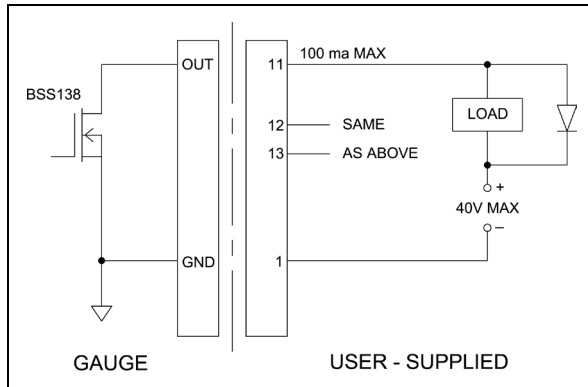 OUT
11
100 ma MAX
BSS138
12
SAME
LOAD
13
AS ABOVE
+
40V MAX
–
GND
1
GAUGE
USER - SUPPLIED